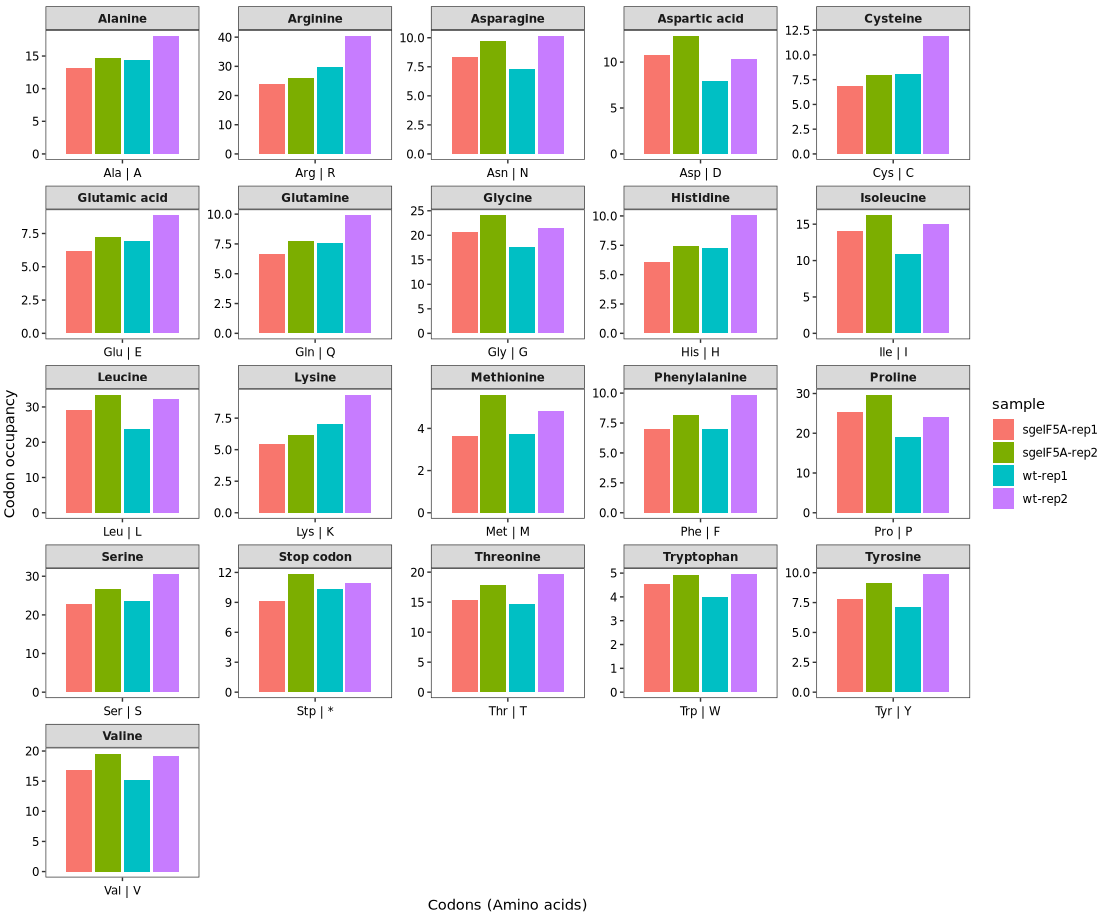 Alanine Arginine Asparagine Aspartic acid Cysteine
15 10 5 0
40 30 20 10 0
10.0 7.5 5.0 2.5 0.0
10 5 0
12.5 10.0 7.5 5.0 2.5 0.0
Ala | A Arg | R Asn | N Asp | D Cys | C
Glutamic acid Glutamine Glycine Histidine Isoleucine
7.5 5.0 2.5 0.0
10.0 7.5 5.0 2.5 0.0
25 20 15 10 5 0
10.0 7.5 5.0 2.5 0.0
15 10 5 0
Glu | E Gln | Q Gly | G His | H Ile | I
Leucine Lysine Methionine Phenylalanine Proline
30 20 10 0
7.5 5.0 2.5 0.0
4 2 0
10.0 7.5 5.0 2.5 0.0
30 20 10 0
Leu | L Lys | K Met | M Phe | F Pro | P
Serine Stop codon Threonine Tryptophan Tyrosine
30 20 10 0
12 9 6 3 0
20 15 10 5 0
5 4 3 2 1 0
10.0 7.5 5.0 2.5 0.0
Ser | S Stp | * Thr | T Trp | W Tyr | Y
Valine
20 15 10 5 0
Val | V
Codon occupancy
Codons (Amino acids)
sample
sgeIF5A-rep1
sgeIF5A-rep2
wt-rep1
wt-rep2